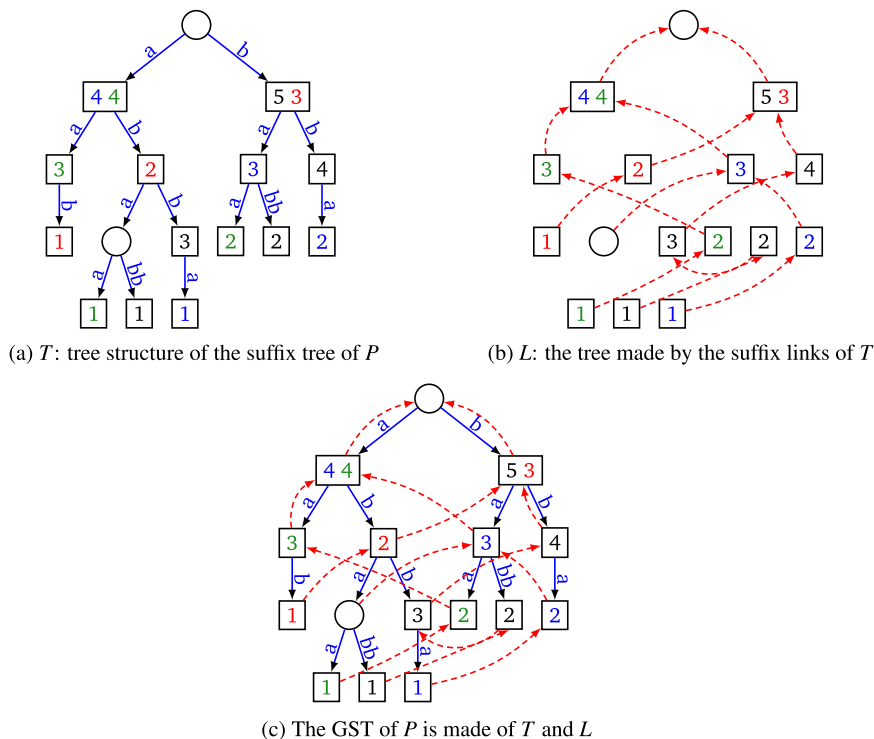 a b
4 4 5 3
a b a b
3 2 3 4
b a b a bb a
1 3 2 2 2
a bb a
1 1 1
(a) T: tree structure of the suffix tree of P
4 4 5 3
3 2 3 4
1 3 2 2 2
1 1 1
(b) L: the tree made by the suffix links of T
a b
4 4 5 3
a b a b
3 2 3 4
b a b a bb a
1 3 2 2 2
a bb a
1 1 1
(c) The GST of P is made of T and L